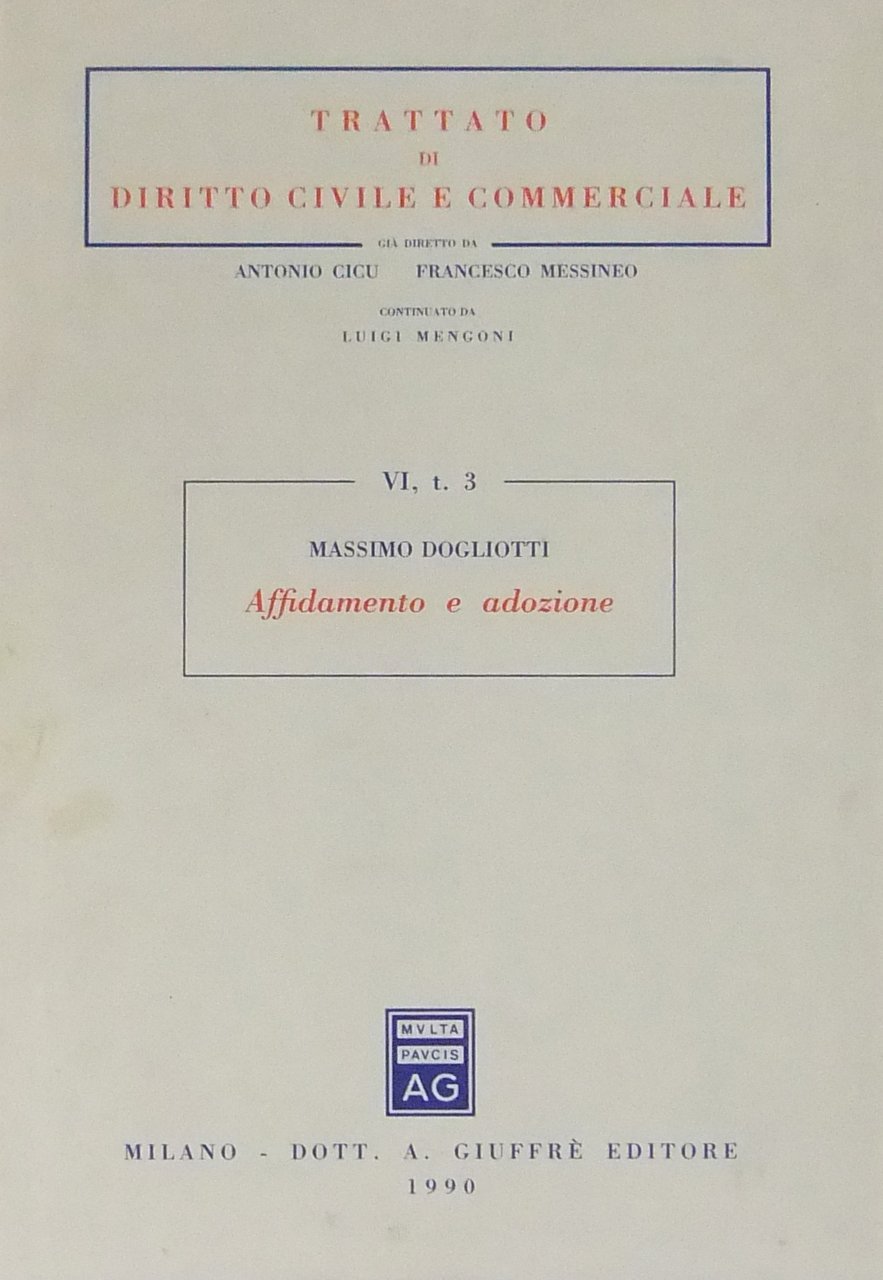 TRATTATO
DI
DIRITTO CIVILE E COMMERCIALE
GIÀ DIRETTO DA
ANTONIO CICU FRANCESCO MESSINEO
CONTINUATO DA
LUIGI MENGONI
VI, t. 3
MASSIMO DOGLIOTTI
Affidamento e adozione
MVLTA
PAVCIS
AG
MILANO - DOTT. A. GIUFFRÈ EDITORE
1990